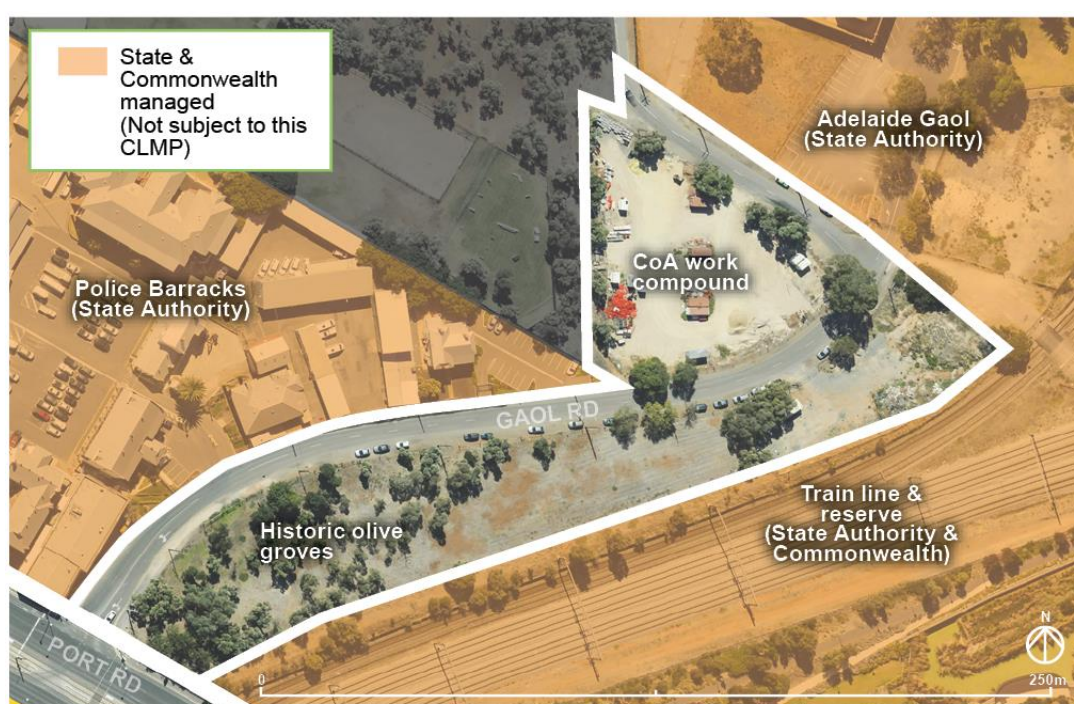 State &
Commonwealth
managed
(Not subject to this
CLMP)
Adelaide Gaol
(State Authority)
CoA work
compound
Police Barracks
(State Authority)
GAOL RD
Historic olive
groves
Train line &
reserve
(State Authority &
Commonwealth)
PORT RD
N
0
250m